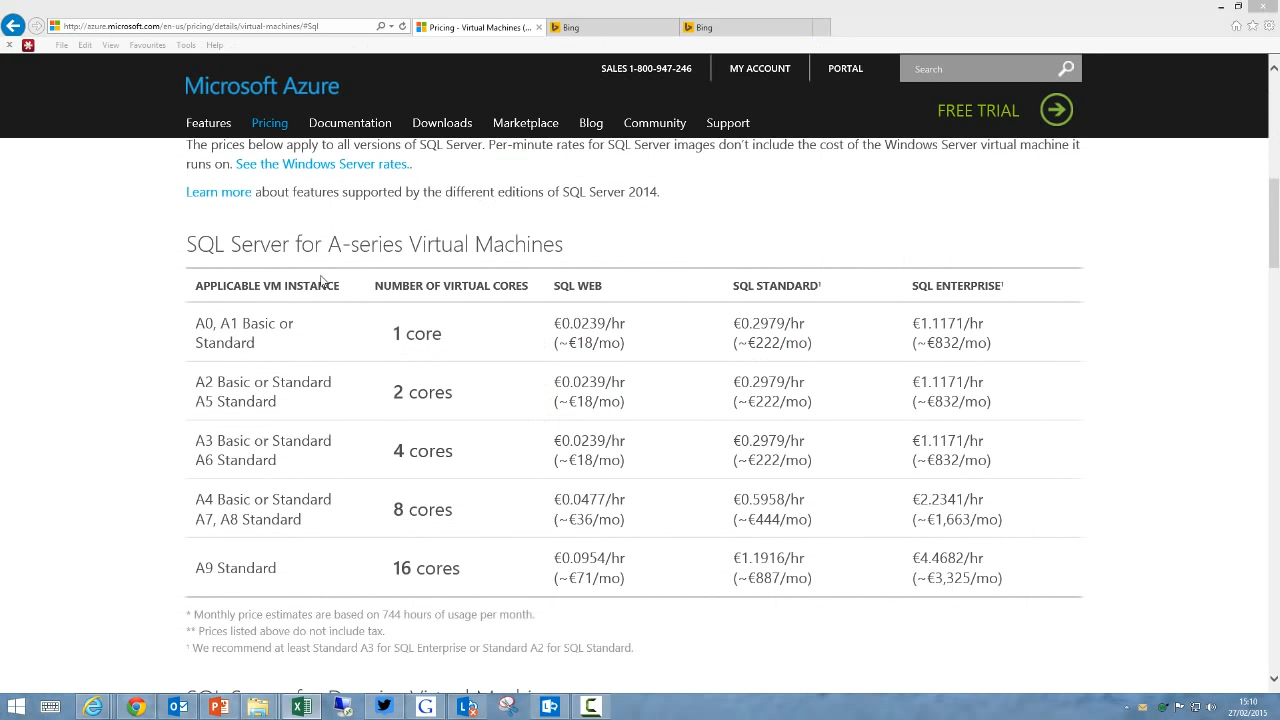 http://azure.microsoft.com/en-us/pricing/details/virtual-machines/#Sql
Pricing - Virtual Machines (...
Bing
Bing
File Edit View Favourites Tools Help
SALES 1-800-947-246
MY ACCOUNT
PORTAL
Search
Microsoft Azure
FREE TRIAL
Features Pricing Documentation Downloads Marketplace Blog Community Support
The prices below apply to all versions of SQL Server. Per-minute rates for SQL Server images don't include the cost of the Windows Server virtual machine it
runs on. See the Windows Server rates..
Learn more about features supported by the different editions of SQL Server 2014.
SQL Server for A-series Virtual Machines
APPLICABLE VM INSTANCE NUMBER OF VIRTUAL CORES SQL WEB SQL STANDARD¹ SQL ENTERPRISE¹
A0, A1 Basic or
Standard
1 core
€0.0239/hr
(~€18/mo)
€0.2979/hr
(~€222/mo)
€1.1171/hr
(~€832/mo)
A2 Basic or Standard
A5 Standard
2 cores
€0.0239/hr
(~€18/mo)
€0.2979/hr
(~€222/mo)
€1.1171/hr
(~€832/mo)
A3 Basic or Standard
A6 Standard
4 cores
€0.0239/hr
(~€18/mo)
€0.2979/hr
(~€222/mo)
€1.1171/hr
(~€832/mo)
A4 Basic or Standard
A7, A8 Standard
8 cores
€0.0477/hr
(~€36/mo)
€0.5958/hr
(~€444/mo)
€2.2341/hr
(~€1,663/mo)
A9 Standard
16 cores
€0.0954/hr
(~€71/mo)
€1.1916/hr
(~€887/mo)
€4.4682/hr
(~€3,325/mo)
* Monthly price estimates are based on 744 hours of usage per month.
** Prices listed above do not include tax.
¹ We recommend at least Standard A3 for SQL Enterprise or Standard A2 for SQL Standard.
15:10
27/02/2015